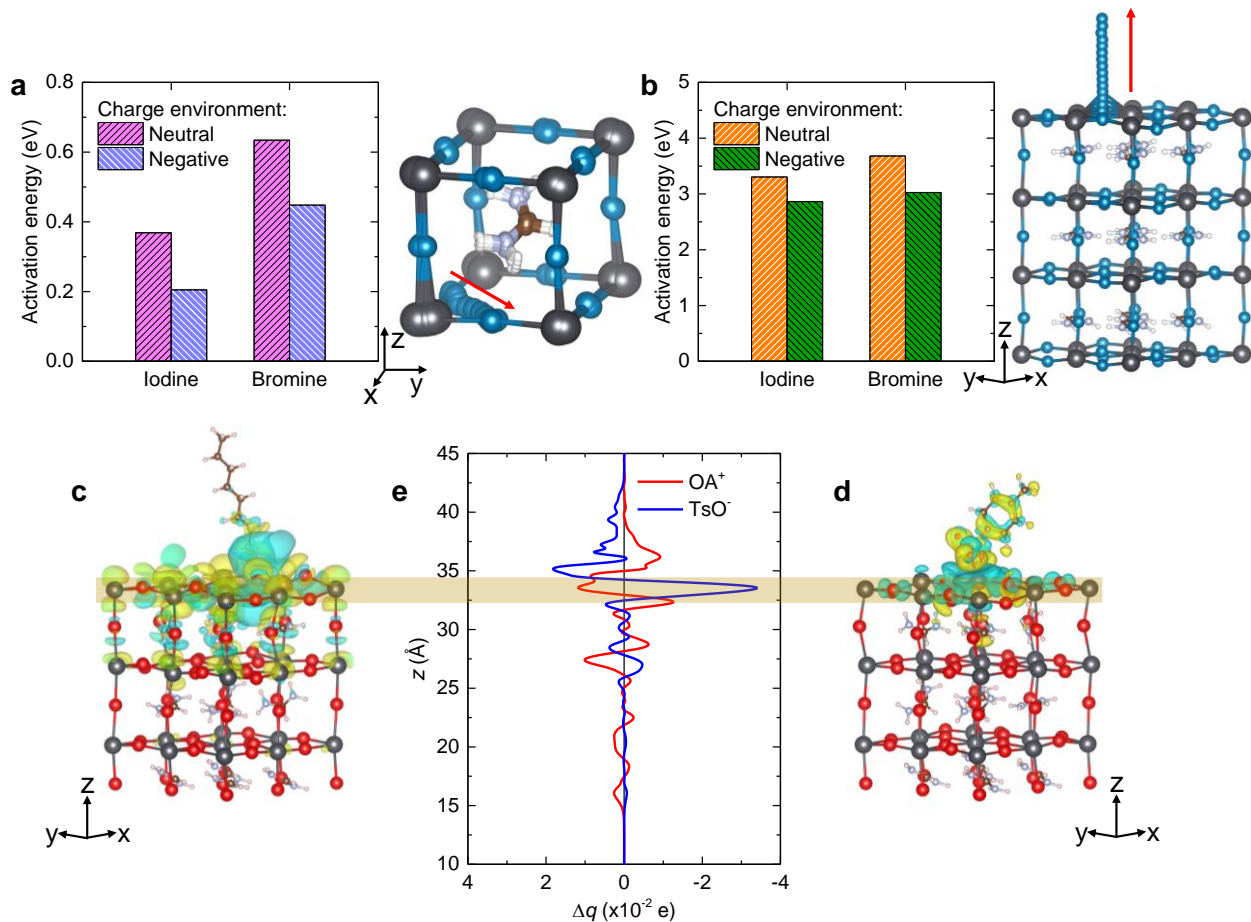 a
Activation energy (eV)
0.8
0.6
0.4
0.2
0.0
Charge environment:
Neutral
Negative
Iodine
Bromine
z
y
x
b
Activation energy (eV)
5
4
3
2
1
0
Charge environment:
Neutral
Negative
Iodine
Bromine
z
y
x
c
z
y
x
e
z (Å)
45
40
35
30
25
20
15
10
OA⁺
TsO⁻
4
2
0
-2
-4
Δq (x10⁻² e)
d
z
y
x